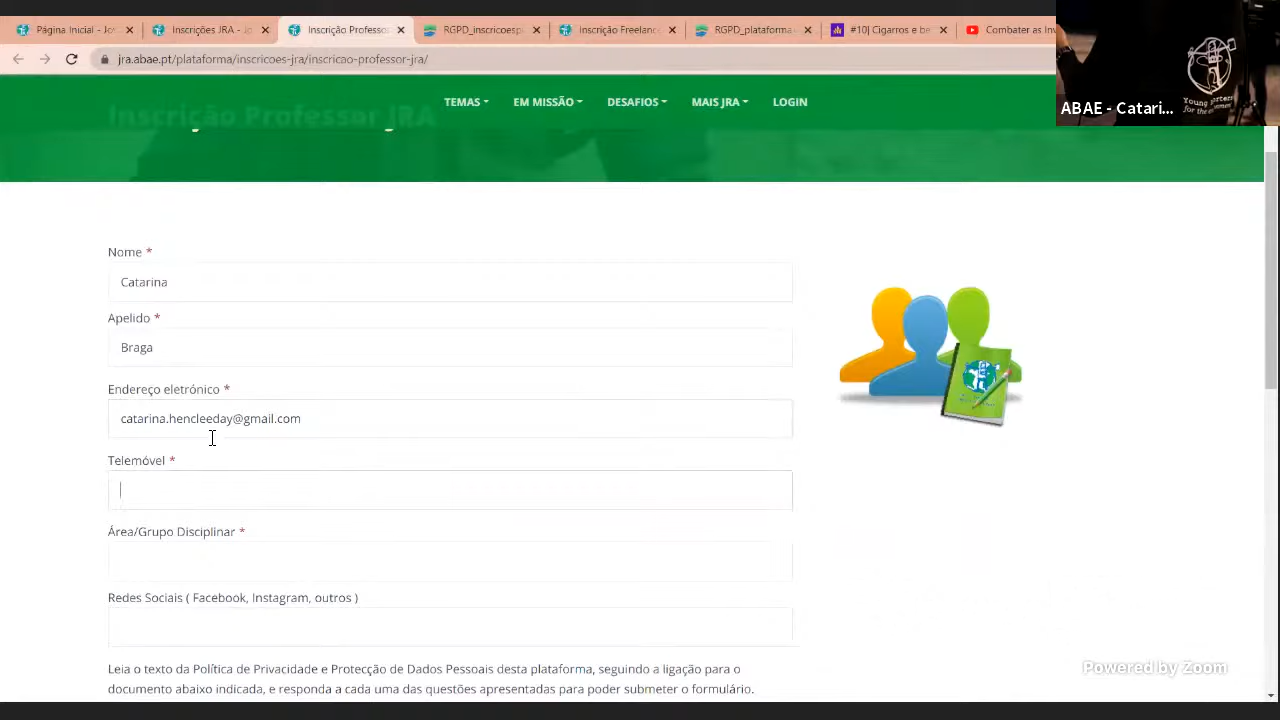 Página Inicial - Jov
Inscrições JRA - Jo
Inscrição Professo
RGPD_inscricoesp
Inscrição Freelanc
RGPD_plataforma-
#10| Cigarros e be
Combater as Inv
jra.abae.pt/plataforma/inscricoes-jra/inscricao-professor-jra/
Inscrição Professor JRA
TEMAS
EM MISSÃO
DESAFIOS
MAIS JRA
LOGIN
ABAE - Catari...
Nome *
Catarina
Apelido *
Braga
Endereço eletrónico *
catarina.hencleeday@gmail.com
Telemóvel *
Área/Grupo Disciplinar *
Redes Sociais ( Facebook, Instagram, outros )
Leia o texto da Política de Privacidade e Protecção de Dados Pessoais desta plataforma, seguindo a ligação para o
documento abaixo indicada, e responda a cada uma das questões apresentadas para poder submeter o formulário.
Powered by Zoom